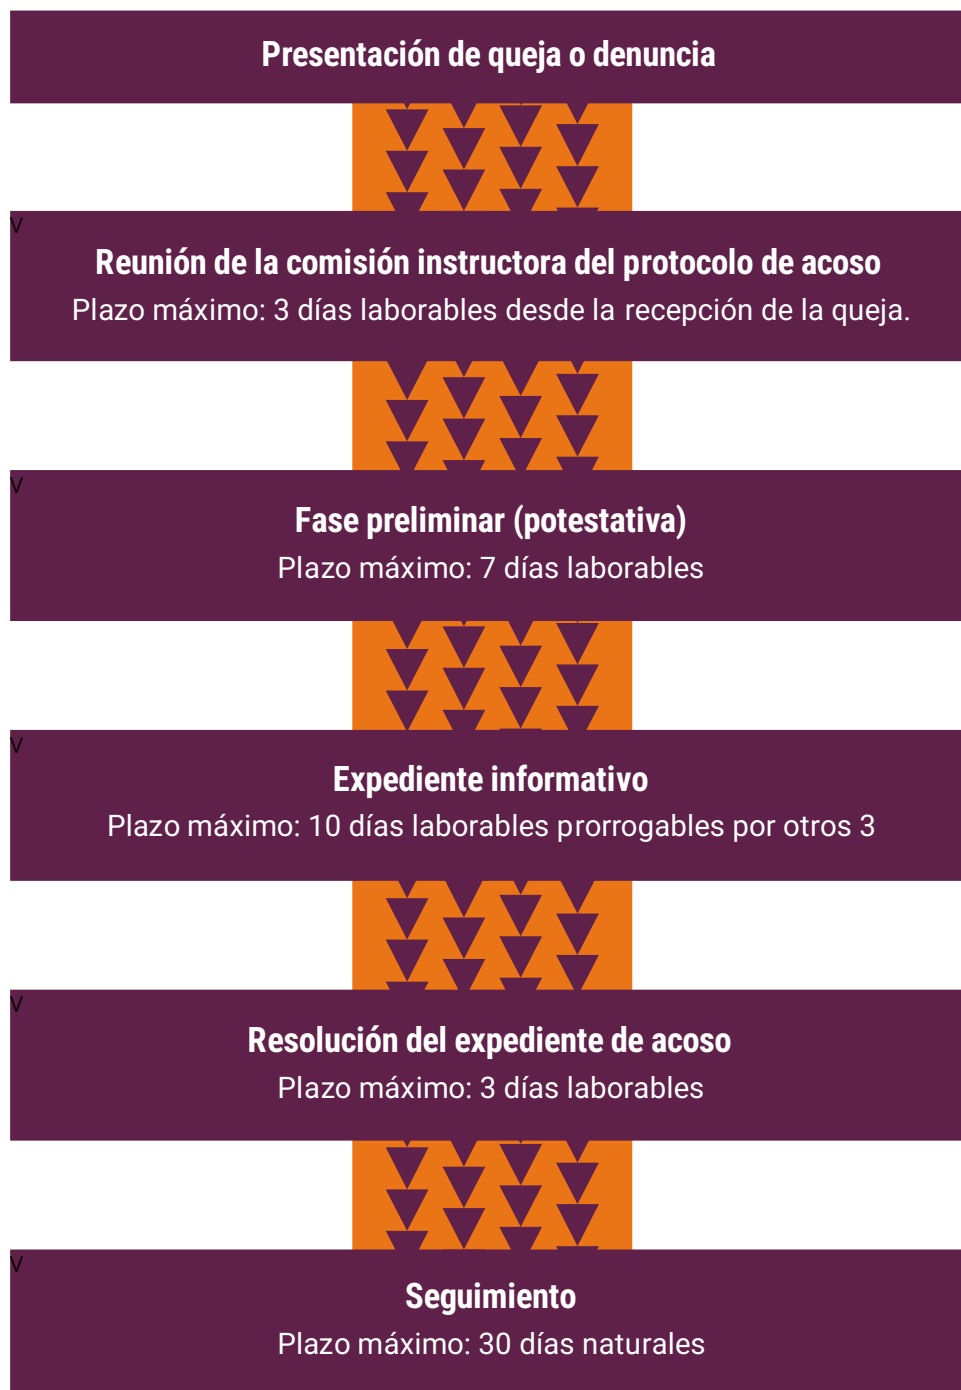 Presentación de queja o denuncia
V
Reunión de la comisión instructora del protocolo de acoso
Plazo máximo: 3 días laborables desde la recepción de la queja.
V
Fase preliminar (potestativa)
Plazo máximo: 7 días laborables
V
Expediente informativo
Plazo máximo: 10 días laborables prorrogables por otros 3
V
Resolución del expediente de acoso
Plazo máximo: 3 días laborables
V
Seguimiento
Plazo máximo: 30 días naturales